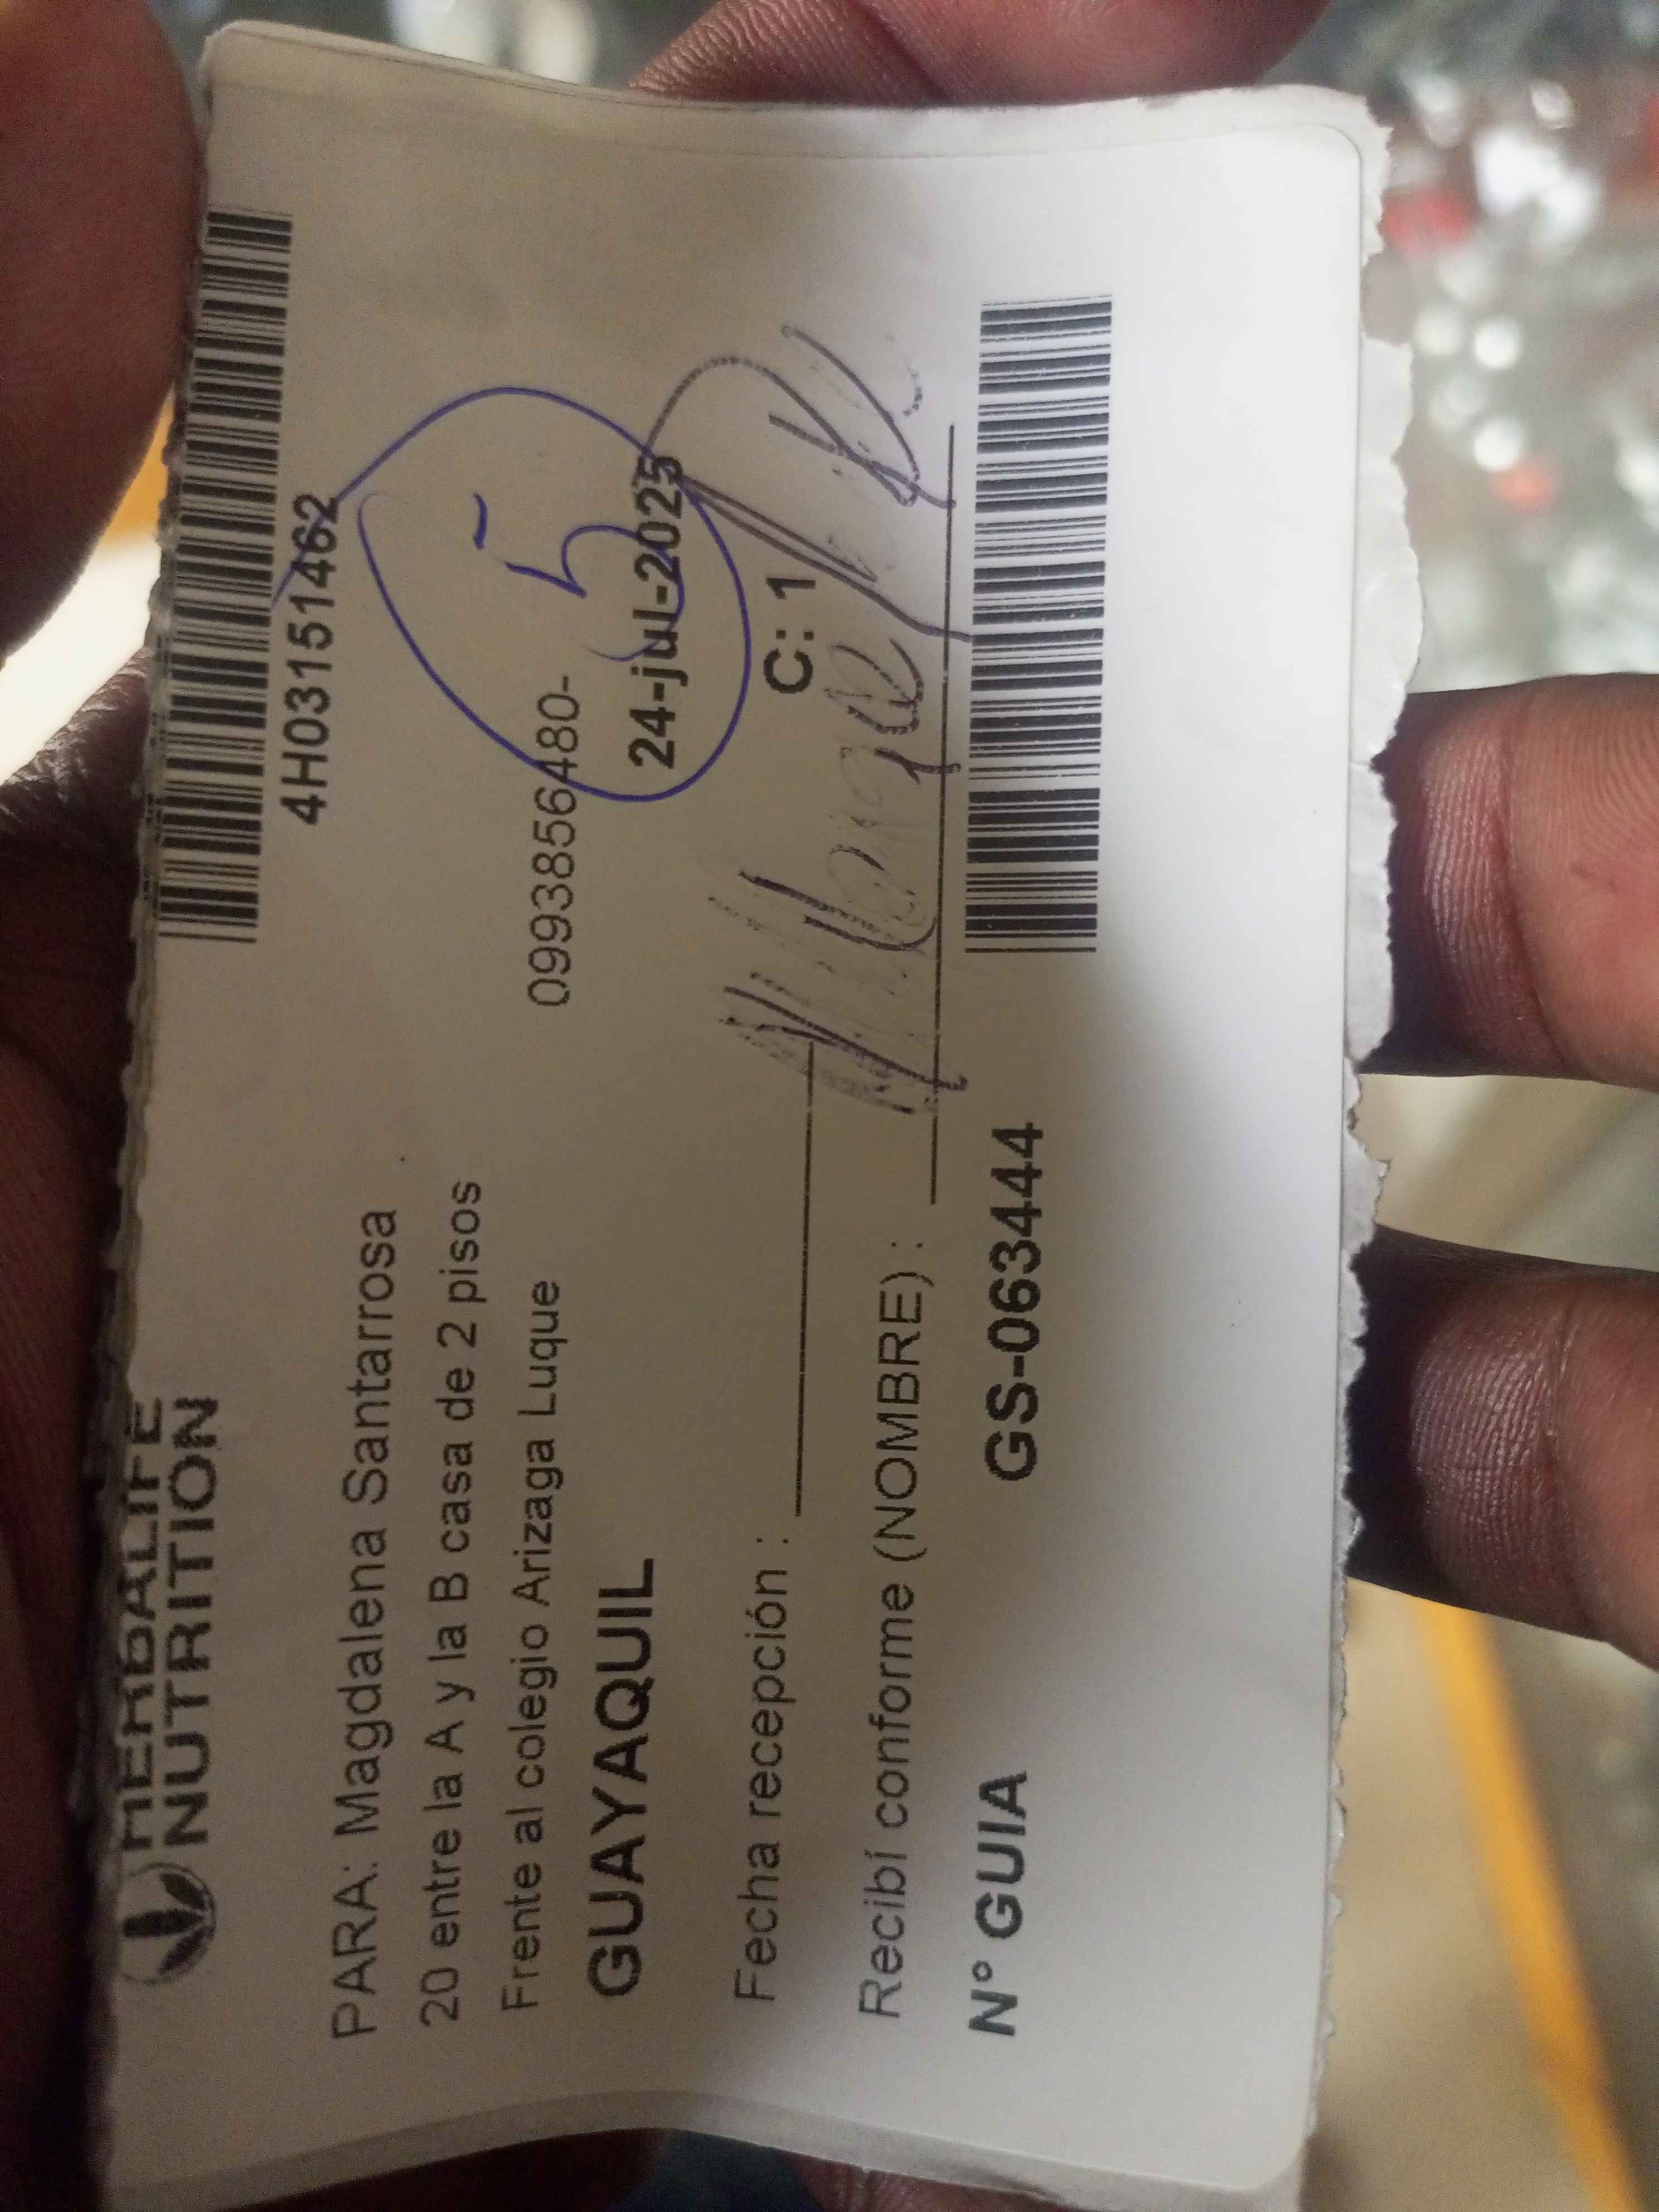 HERBALIFE
NUTRITION
4H03151462
PARA: Magdalena Santarrosa
20 entre la A y la B casa de 2 pisos
Frente al colegio Arizaga Luque
0993856480-
5
GUAYAQUIL
24-jul-2025
C: 1
Fecha recepción :
Recibí conforme (NOMBRE) :
N° GUIA GS-063444